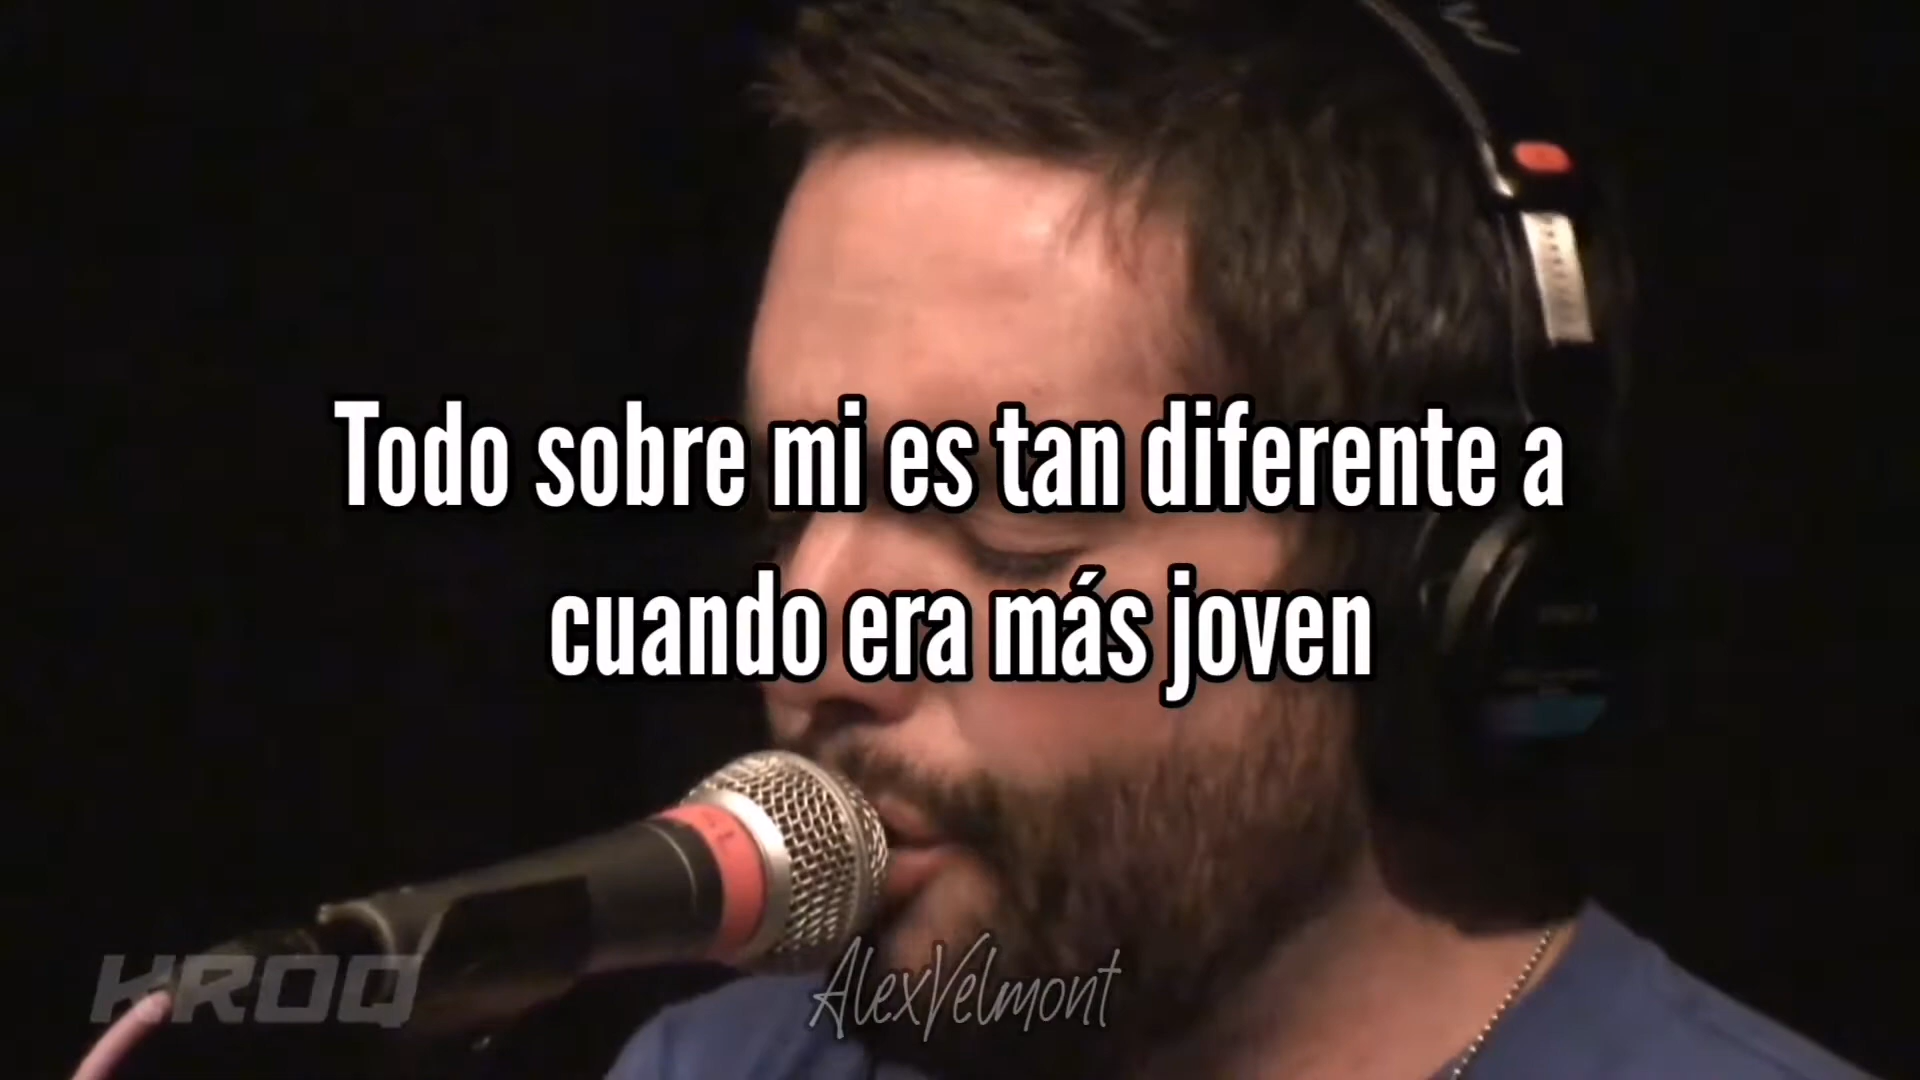 Todo sobre mi es tan diferente a
cuando era más joven
KROQ
AlexVelmont